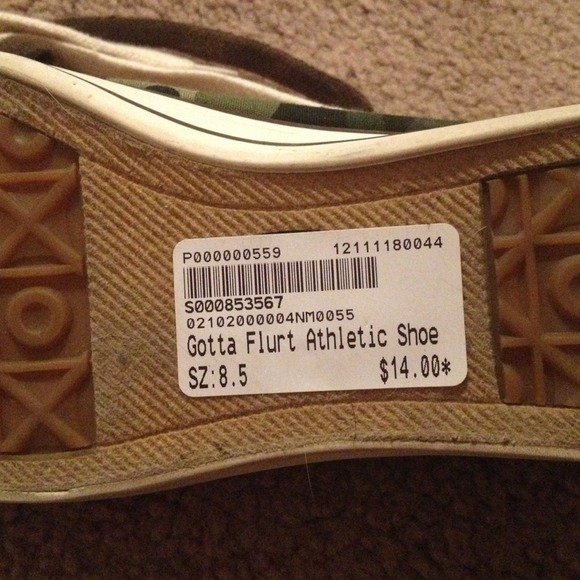 P000000559 12111180044
S000853567
02102000004NM0055
Gotta Flurt Athletic Shoe
SZ:8.5 $14.00*